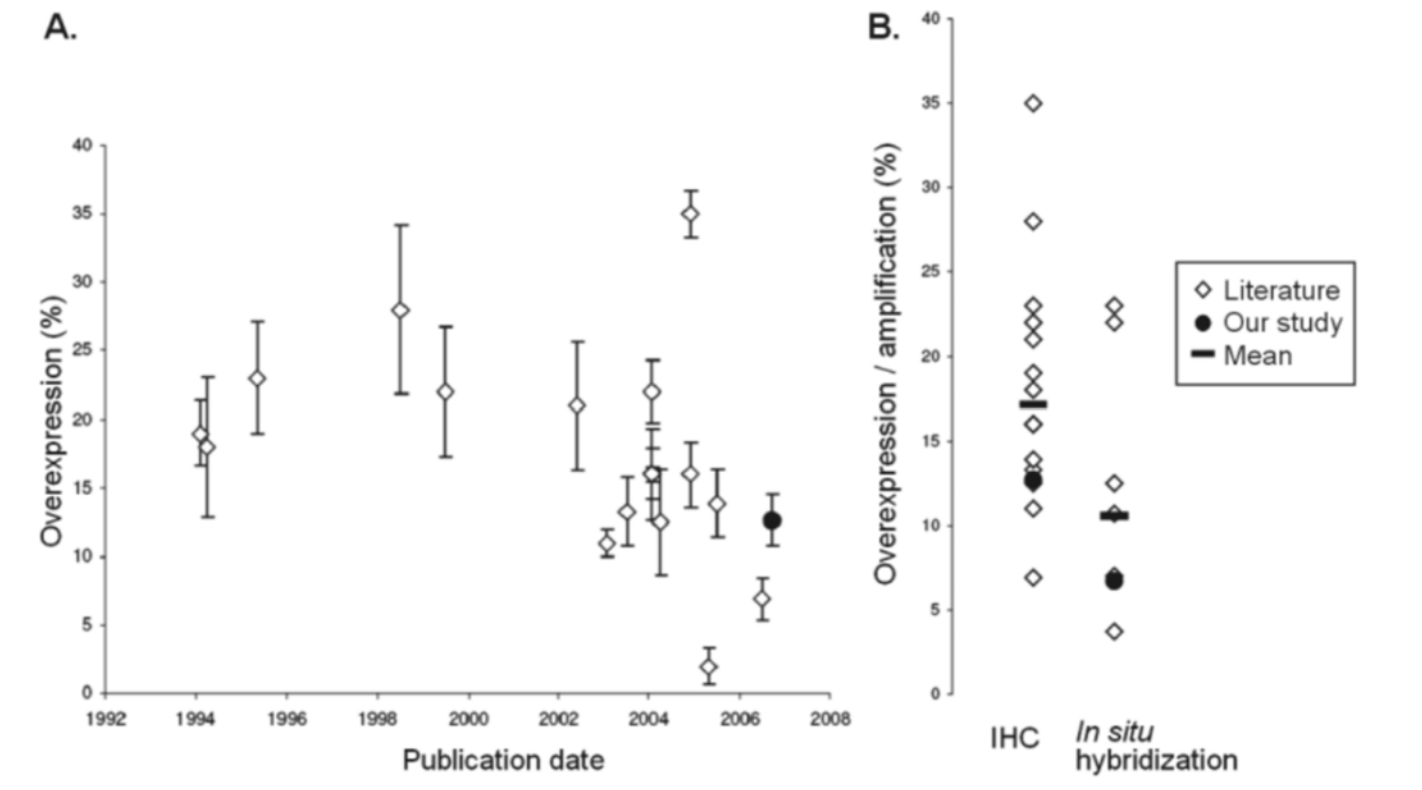 A.
40
35
30
25
20
15
10
5
0
Overexpression (%)
1992 1994 1996 1998 2000 2002 2004 2006 2008
Publication date
B.
40
35
30
25
20
15
10
5
0
Overexpression / amplification (%)
IHC
In situ
hybridization
Literature
Our study
Mean